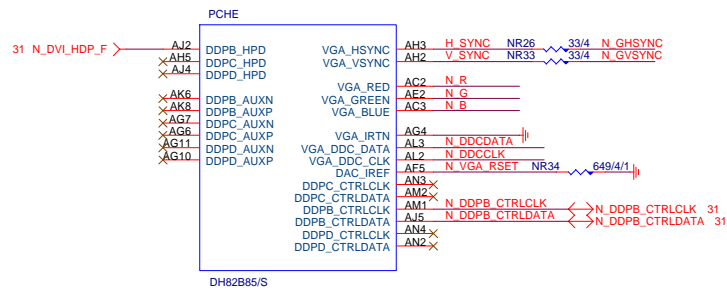 PCHE
31 N_DVI_HDP_F AJ2 DDPB_HPD VGA_HSYNC AH3 H_SYNC NR26 33/4 N_GHSYNC
AH5 DDPC_HPD VGA_VSYNC AH2 V_SYNC NR33 33/4 N_GVSYNC
AJ4 DDPD_HPD
VGA_RED AC2 N_R
AK6 DDPB_AUXN VGA_GREEN AE2 N_G
AK8 DDPB_AUXP VGA_BLUE AC3 N_B
AG7 DDPC_AUXN
AG6 DDPC_AUXP VGA_IRTN AG4
AG11 DDPD_AUXN VGA_DDC_DATA AL3 N_DDCDATA
AG10 DDPD_AUXP VGA_DDC_CLK AL2 N_DDCCLK
DAC_IREF AF5 N_VGA_RSET NR34 649/4/1
DDPC_CTRLCLK AN3
DDPC_CTRLDATA AM2
DDPB_CTRLCLK AM1 N_DDPB_CTRLCLK N_DDPB_CTRLCLK 31
DDPB_CTRLDATA AJ5 N_DDPB_CTRLDATA N_DDPB_CTRLDATA 31
DDPD_CTRLCLK AN4
DDPD_CTRLDATA AN2
DH82B85/S